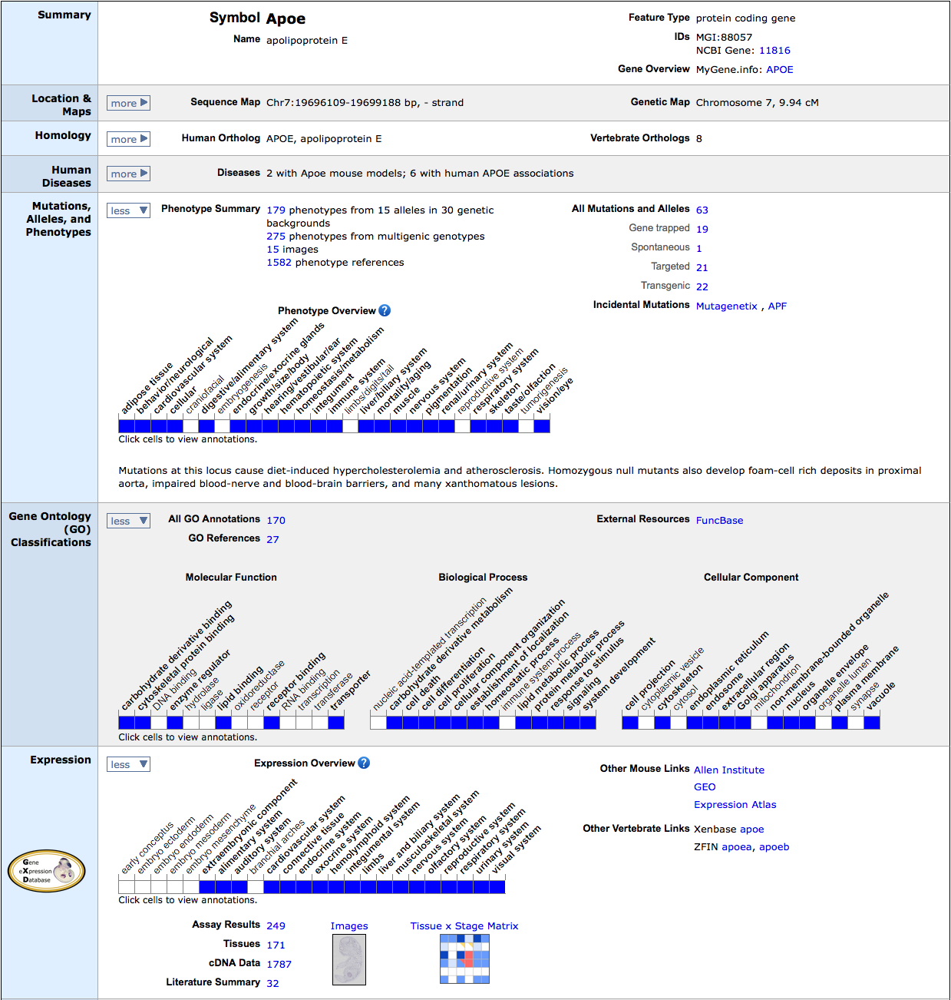 Summary
Symbol Apoe
Name apolipoprotein E
Feature Type protein coding gene
IDs MGI:88057
NCBI Gene: 11816
Gene Overview MyGene.info: APOE
Location & Maps
more
Sequence Map Chr7:19696109-19699188 bp, - strand
Genetic Map Chromosome 7, 9.94 cM
Homology
more
Human Ortholog APOE, apolipoprotein E
Vertebrate Orthologs 8
Human Diseases
more
Diseases 2 with Apoe mouse models; 6 with human APOE associations
Mutations, Alleles, and Phenotypes
less
Phenotype Summary 179 phenotypes from 15 alleles in 30 genetic
backgrounds
275 phenotypes from multigenic genotypes
15 images
1582 phenotype references
All Mutations and Alleles 63
Gene trapped 19
Spontaneous 1
Targeted 21
Transgenic 22
Incidental Mutations Mutagenetix , APF
Phenotype Overview ?
adipose tissue
behavior/neurological
cardiovascular system
cellular
craniofacial
digestive/alimentary system
embryogenesis
endocrine/exocrine glands
growth/size/body
hearing/vestibular/ear
hematopoietic system
homeostasis/metabolism
integument
immune system
limbs/digits/tail
liver/biliary system
mortality/aging
muscle
nervous system
pigmentation
renal/urinary system
reproductive system
respiratory system
skeleton
taste/olfaction
tumorigenesis
vision/eye
Click cells to view annotations.
Mutations at this locus cause diet-induced hypercholesterolemia and atherosclerosis. Homozygous null mutants also develop foam-cell rich deposits in proximal
aorta, impaired blood-nerve and blood-brain barriers, and many xanthomatous lesions.
Gene Ontology (GO) Classifications
less
All GO Annotations 170
GO References 27
External Resources FuncBase
Molecular Function
carbohydrate derivative binding
cytoskeletal protein binding
DNA binding
enzyme regulator
hydrolase
ligase
lipid binding
oxidoreductase
receptor
receptor binding
RNA binding
transcription
transferase
transporter
Biological Process
nucleic acid-templated transcription
carbohydrate derivative metabolism
cell death
cell differentiation
cell proliferation
cellular component organization
establishment of localization
homeostatic process
immune system process
lipid metabolic process
protein metabolic process
response to stimulus
signaling
system development
Cellular Component
cell projection
cytoplasmic vesicle
cytoskeleton
cytosol
endoplasmic reticulum
endosome
extracellular region
Golgi apparatus
mitochondrion
non-membrane-bounded organelle
nucleus
organelle envelope
organelle lumen
plasma membrane
synapse
vacuole
Click cells to view annotations.
Expression
Gene eXpression Database
less
Expression Overview ?
early conceptus
embryo ectoderm
embryo endoderm
embryo mesoderm
embryo mesenchyme
extraembryonic component
alimentary system
auditory system
branchial arches
cardiovascular system
connective tissue
endocrine system
exocrine system
hemolymphoid system
integumental system
limbs
liver and biliary system
musculoskeletal system
nervous system
olfactory system
reproductive system
respiratory system
urinary system
visual system
Click cells to view annotations.
Other Mouse Links Allen Institute
GEO
Expression Atlas
Other Vertebrate Links Xenbase apoe
ZFIN apoea, apoeb
Assay Results 249
Tissues 171
cDNA Data 1787
Literature Summary 32
Images
Tissue x Stage Matrix